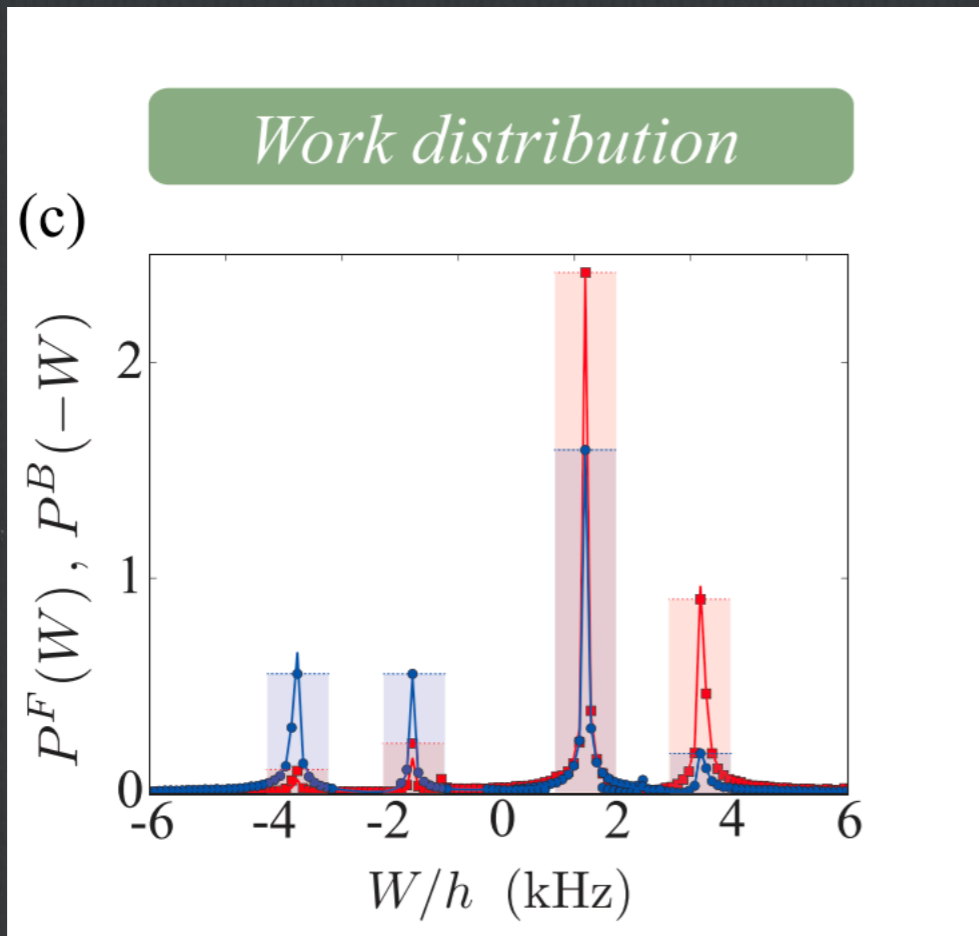 Work distribution
(c)
P^F(W), P^B(−W)
2
1
0
-6 -4 -2 0 2 4 6
W/h (kHz)